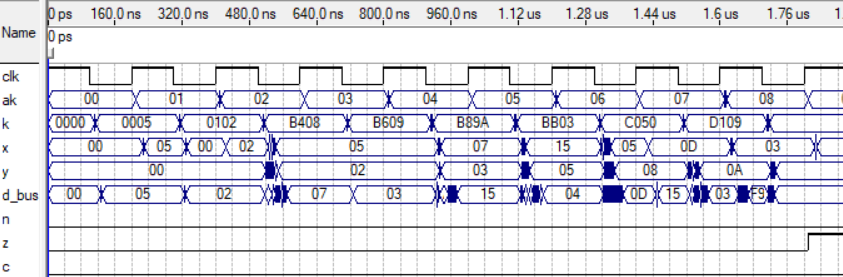 0 ps 160.0 ns 320.0 ns 480.0 ns 640.0 ns 800.0 ns 960.0 ns 1.12 us 1.28 us 1.44 us 1.6 us 1.76 us 1.
Name
0 ps
clk
ak 00 01 02 03 04 05 06 07 08
k 0000 0005 0102 B408 B609 B89A BB03 C050 D109
x 00 05 00 02 05 07 15 05 0D 03
y 00 02 03 05 08 0A
d_bus 00 05 02 07 03 15 04 0D 15 03 F9
n
z
c